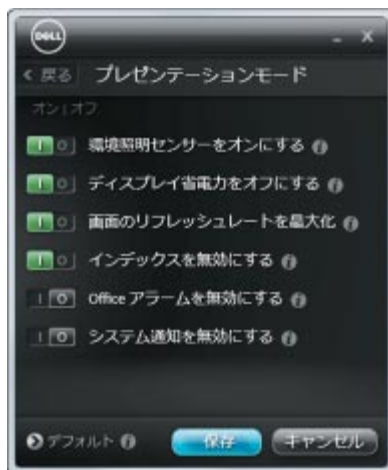 DELL
戻る プレゼンテーションモード
オン | オフ
環境照明センサーをオンにする
ディスプレイ省電力をオフにする
画面のリフレッシュレートを最大化
インデックスを無効にする
Office アラームを無効にする
システム通知を無効にする
デフォルト 保存 キャンセル